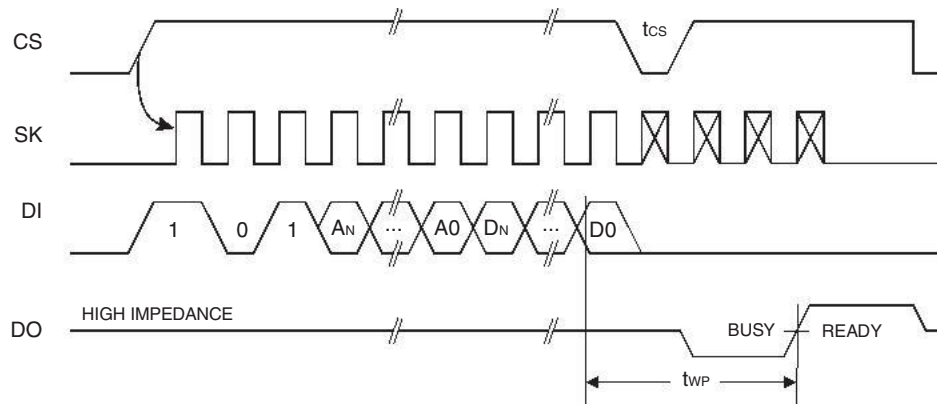 CS
tcs
SK
DI 1 0 1 AN ... A0 DN ... D0
HIGH IMPEDANCE
DO BUSY READY
tWP